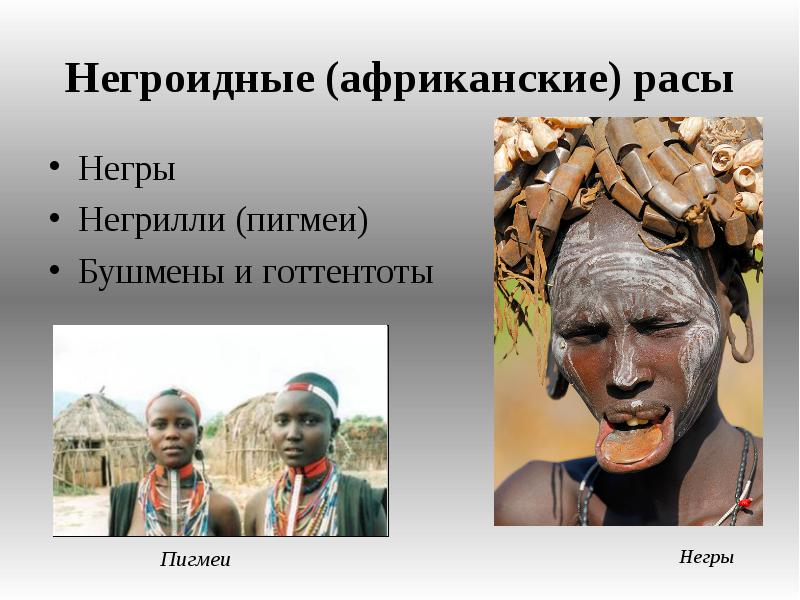 Негроидные (африканские) расы
• Негры
• Негрилли (пигмеи)
• Бушмены и готтентоты
Пигмеи
Негры